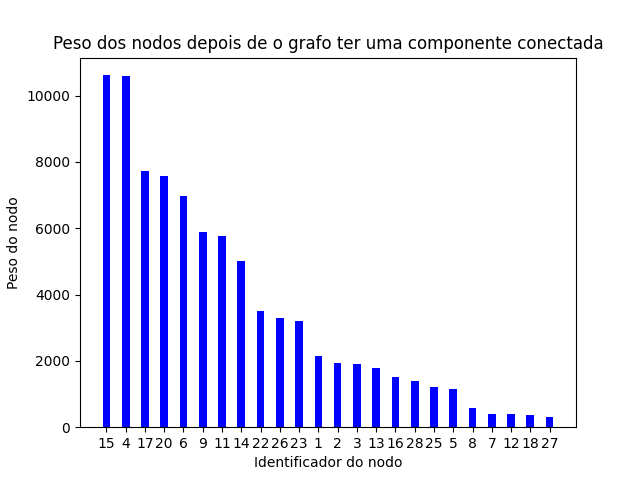 Peso dos nodos depois de o grafo ter uma componente conectada
10000
8000
6000
4000
2000
0
Peso do nodo
15 4 17 20 6 9 11 14 22 26 23 1 2 3 13 16 28 25 5 8 7 12 18 27
Identificador do nodo